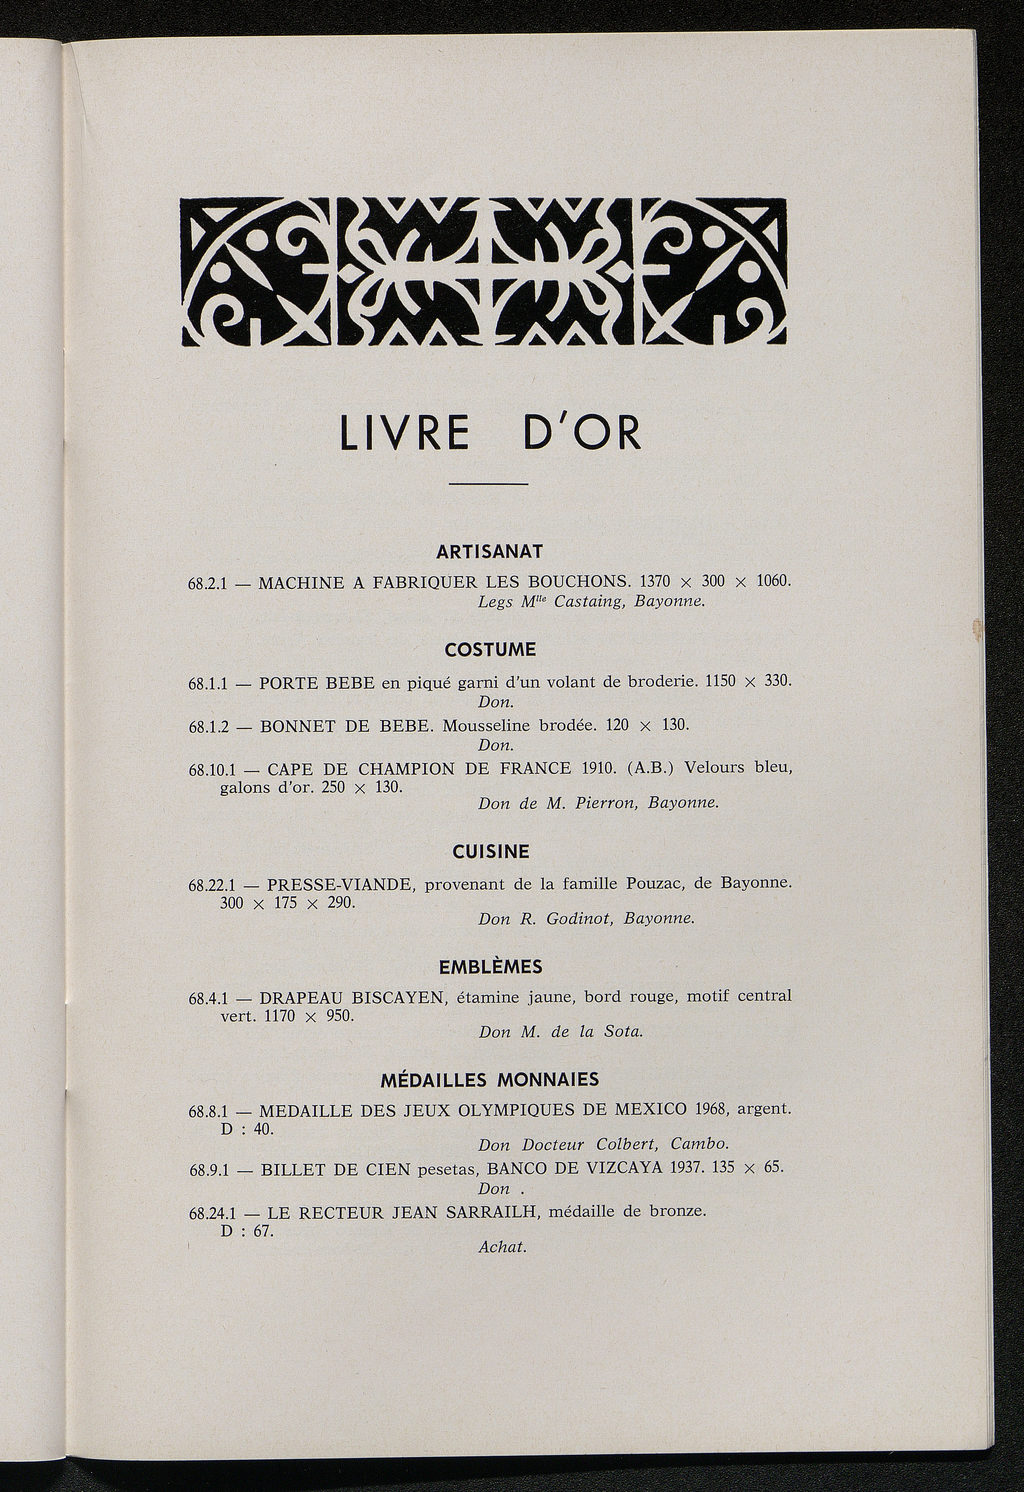 LIVRE D'OR
ARTISANAT
68.2.1 — MACHINE A FABRIQUER LES BOUCHONS. 1370 × 300 × 1060.
Legs Mlle Castaing, Bayonne.
COSTUME
68.1.1 — PORTE BEBE en piqué garni d'un volant de broderie. 1150 × 330.
Don.
68.1.2 — BONNET DE BEBE. Mousseline brodée. 120 × 130.
Don.
68.10.1 — CAPE DE CHAMPION DE FRANCE 1910. (A.B.) Velours bleu,
galons d'or. 250 × 130.
Don de M. Pierron, Bayonne.
CUISINE
68.22.1 — PRESSE-VIANDE, provenant de la famille Pouzac, de Bayonne.
300 × 175 × 290.
Don R. Godinot, Bayonne.
EMBLÈMES
68.4.1 — DRAPEAU BISCAYEN, étamine jaune, bord rouge, motif central
vert. 1170 × 950.
Don M. de la Sota.
MÉDAILLES MONNAIES
68.8.1 — MEDAILLE DES JEUX OLYMPIQUES DE MEXICO 1968, argent.
D : 40.
Don Docteur Colbert, Cambo.
68.9.1 — BILLET DE CIEN pesetas, BANCO DE VIZCAYA 1937. 135 × 65.
Don .
68.24.1 — LE RECTEUR JEAN SARRAILH, médaille de bronze.
D : 67.
Achat.